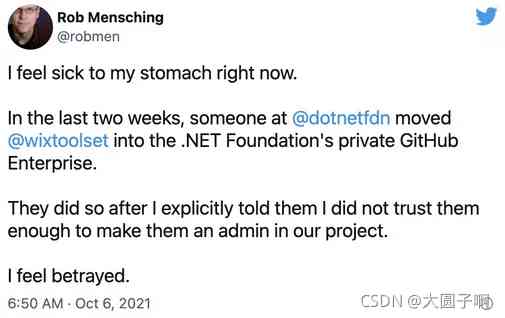 Rob Mensching
@robmen
I feel sick to my stomach right now.
In the last two weeks, someone at @dotnetfdn moved
@wixtoolset into the .NET Foundation's private GitHub
Enterprise.
They did so after I explicitly told them I did not trust them
enough to make them an admin in our project.
I feel betrayed.
6:50 AM · Oct 6, 2021
CSDN @大圆子啊